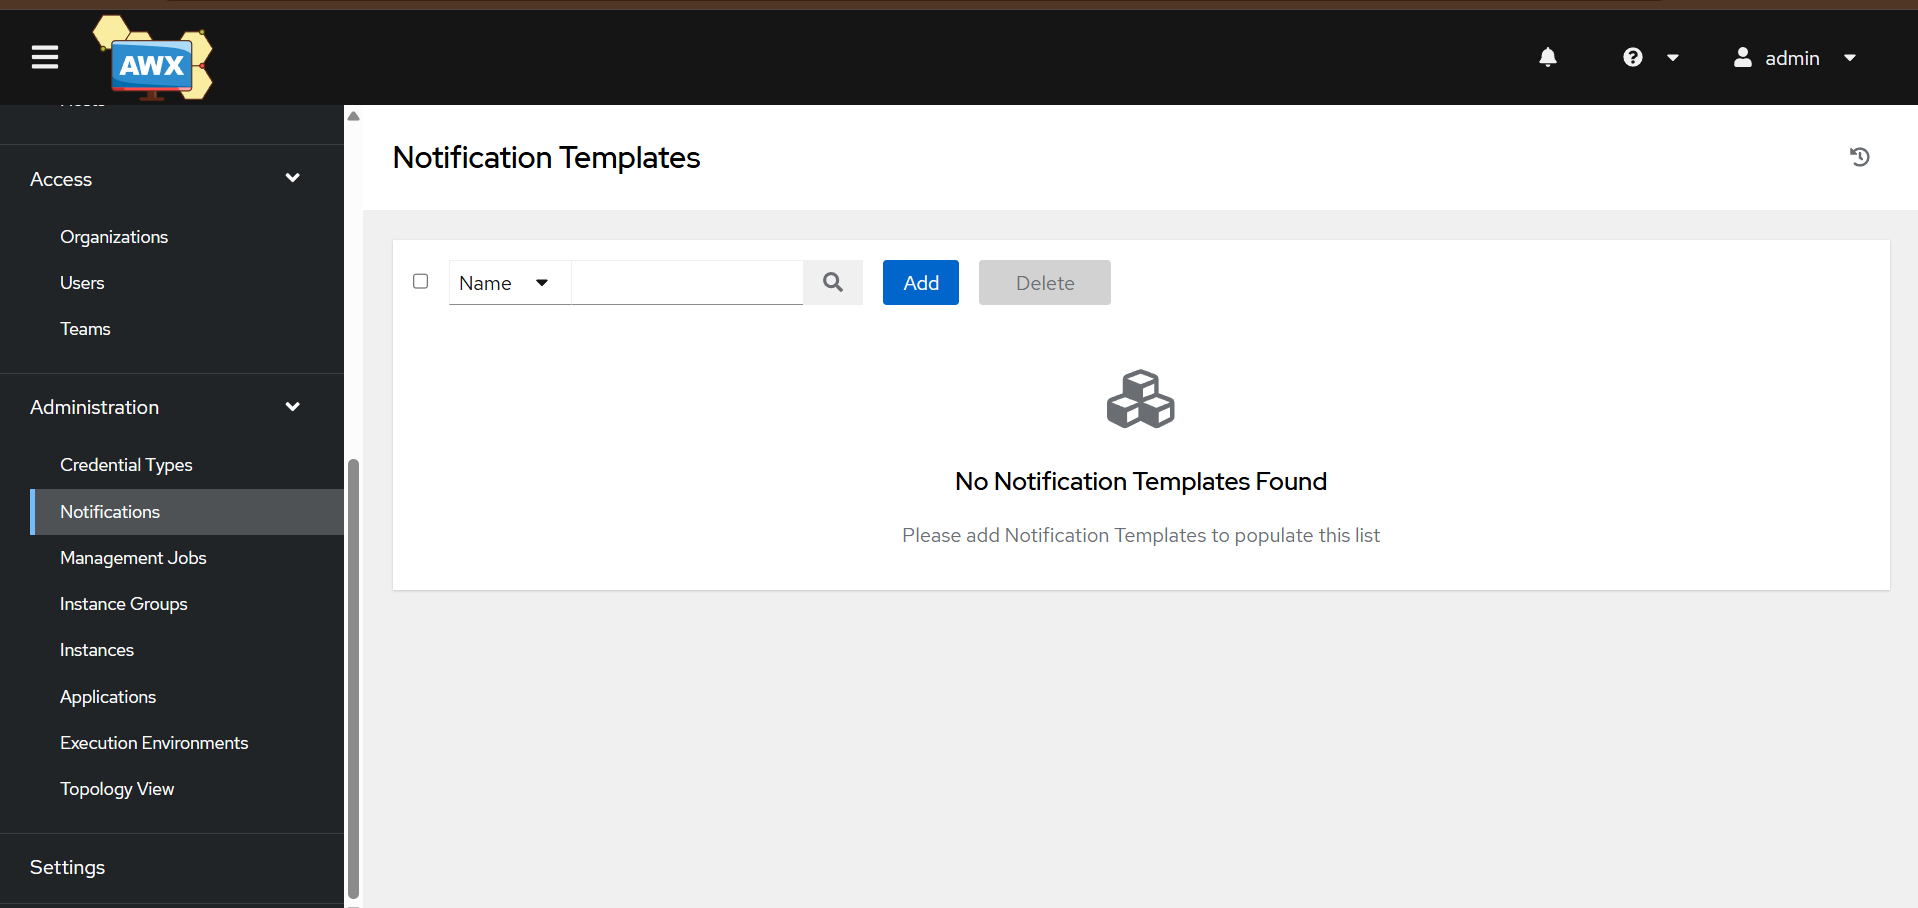 AWX
admin
Access
Organizations
Users
Teams
Administration
Credential Types
Notifications
Management Jobs
Instance Groups
Instances
Applications
Execution Environments
Topology View
Settings
Notification Templates
Name
Add
Delete
No Notification Templates Found
Please add Notification Templates to populate this list